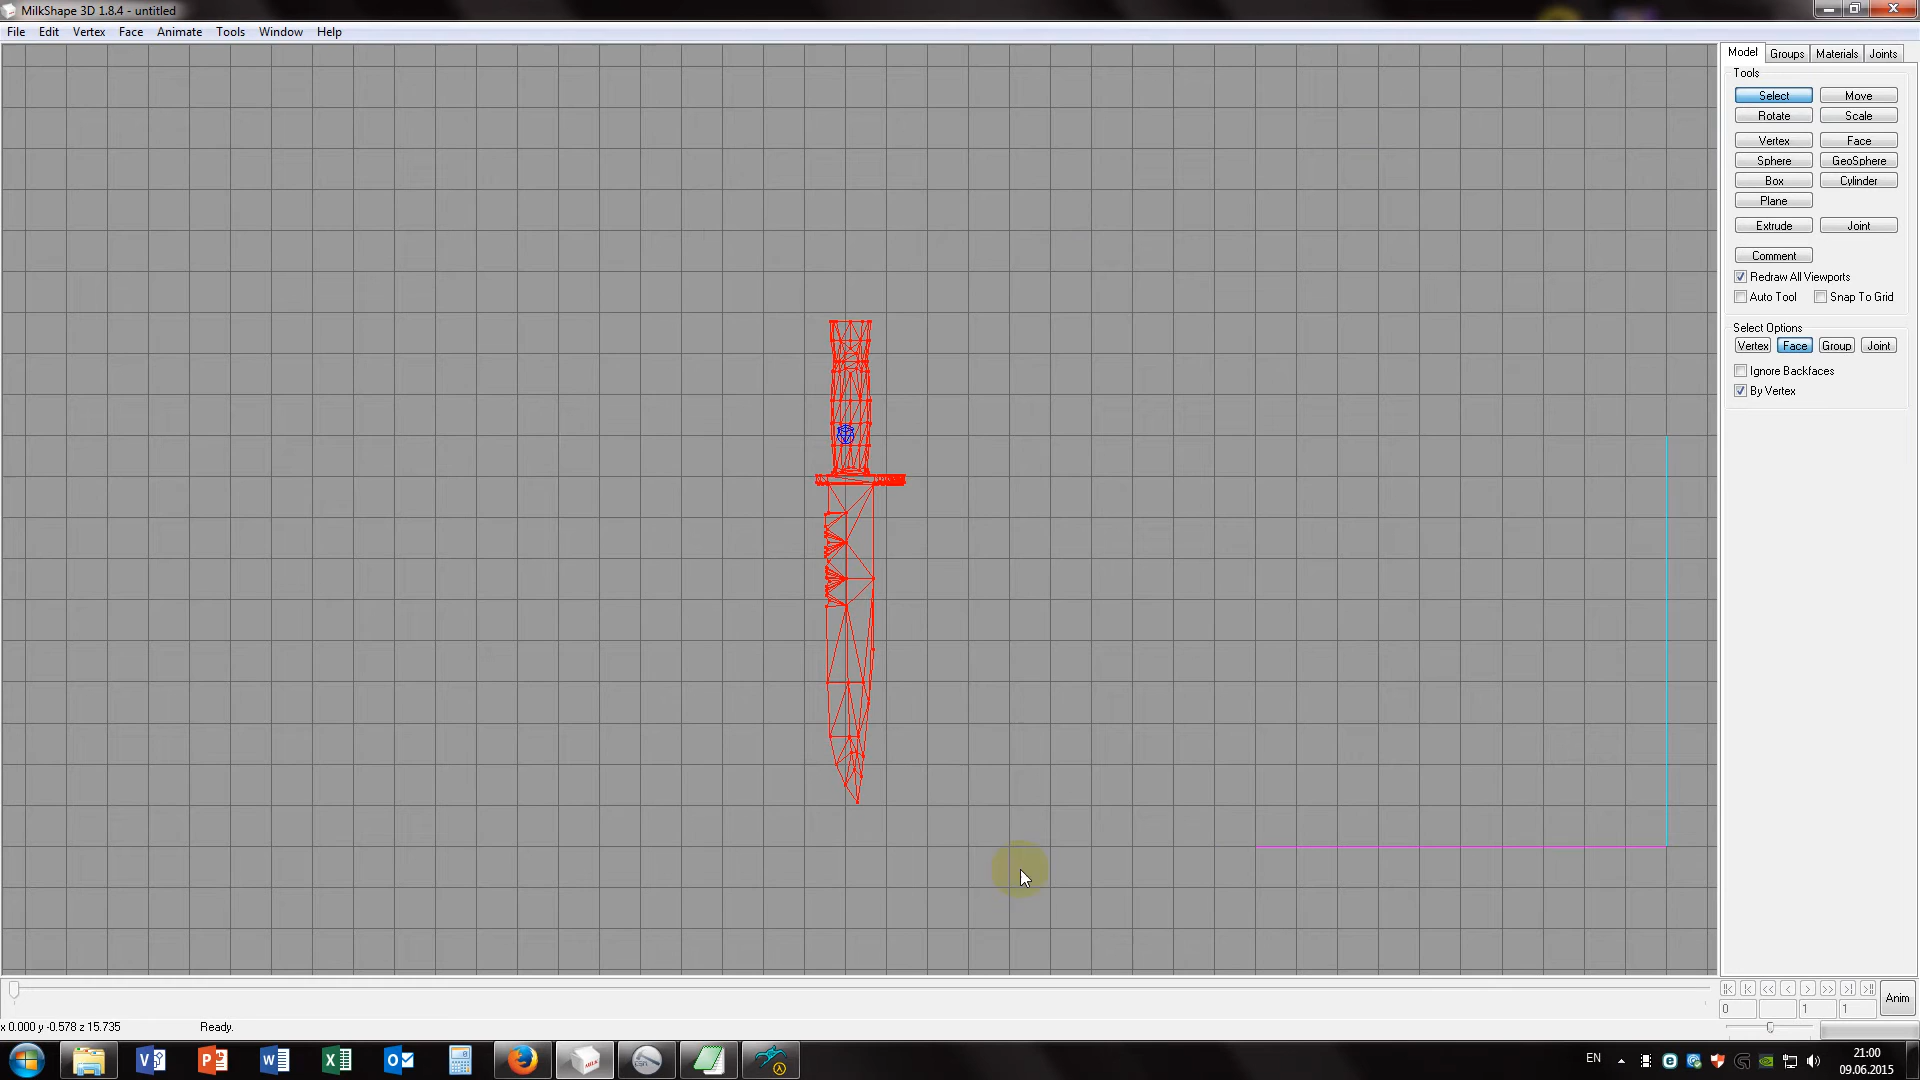 MilkShape 3D 1.8.4 - untitled
File Edit Vertex Face Animate Tools Window Help
Model Groups Materials Joints
Tools
Select Move
Rotate Scale
Vertex Face
Sphere GeoSphere
Box Cylinder
Plane
Extrude Joint
Comment
Redraw All Viewports
Auto Tool Snap To Grid
Select Options
Vertex Face Group Joint
Ignore Backfaces
By Vertex
Anim
0 1 1
x 0.000 y -0.578 z 15.735 Ready.
EN
21:00
09.06.2015